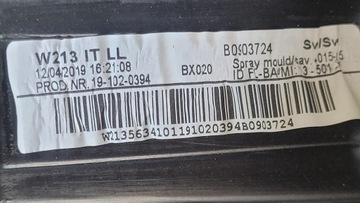 W213 IT LL B0903724 Sv/Sv
12/04/2019 16:21:08 BX020 Spray mould/cav.
PROD.NR. 19-102-0394
W2135634101191020394B0903724